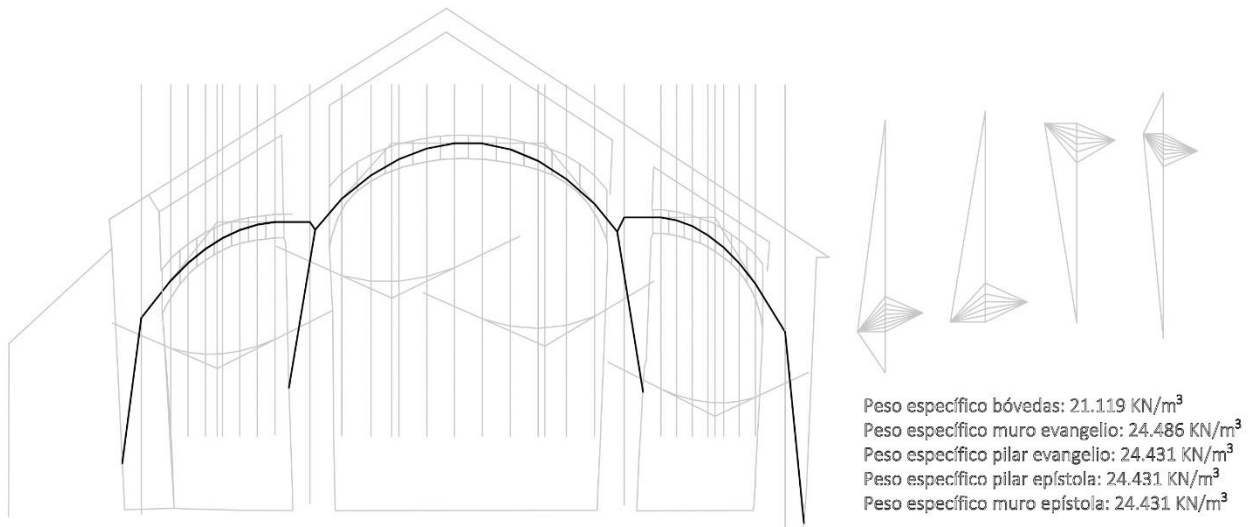 Peso específico bóvedas: 21.119 KN/m³
Peso específico muro evangelio: 24.486 KN/m³
Peso específico pilar evangelio: 24.431 KN/m³
Peso específico pilar epístola: 24.431 KN/m³
Peso específico muro epístola: 24.431 KN/m³